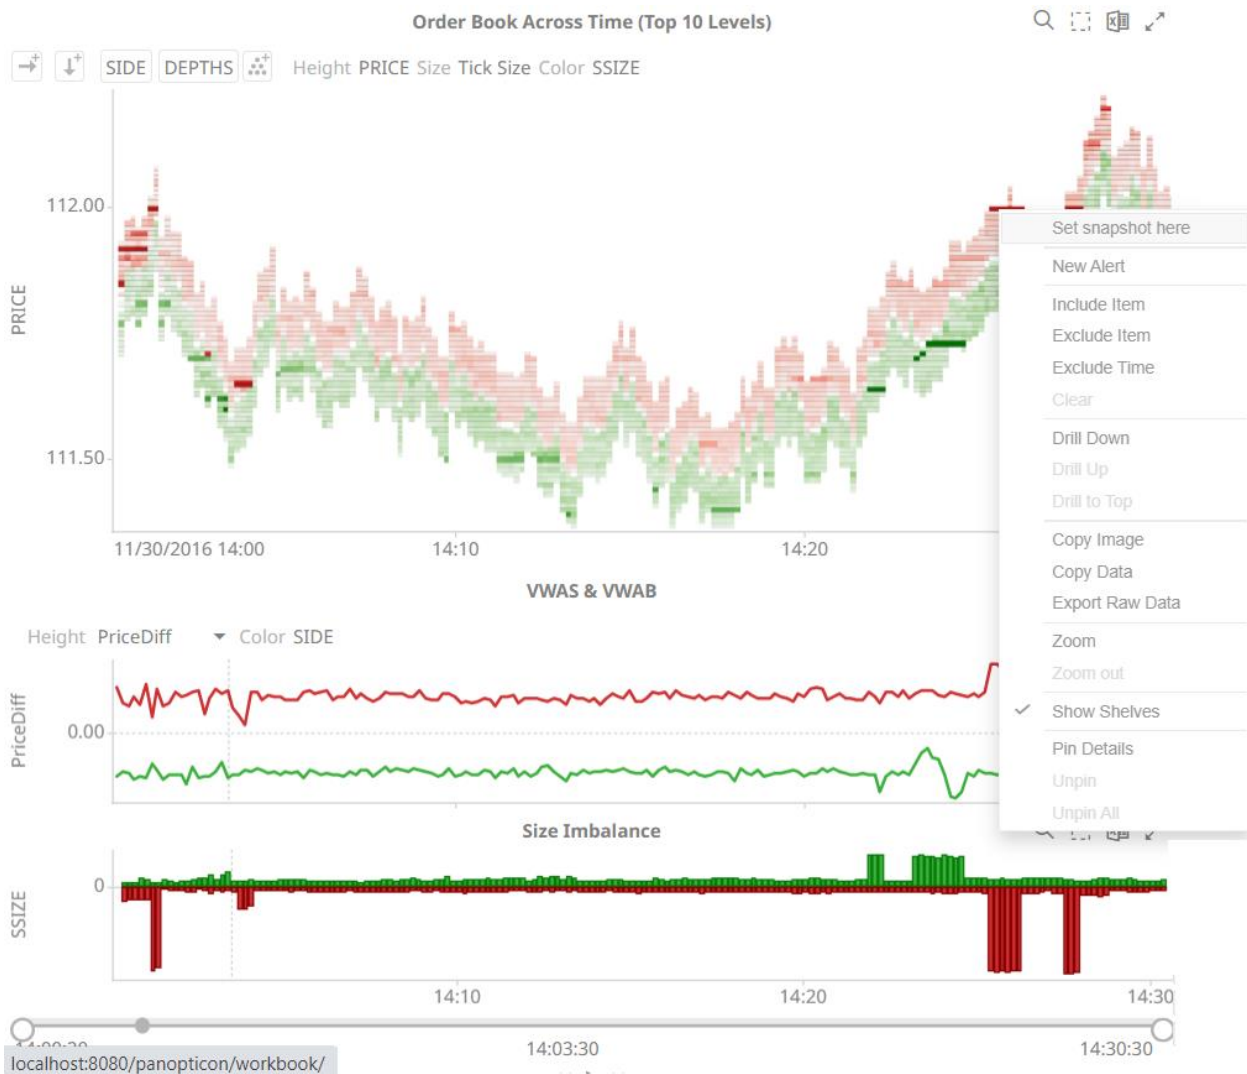 Order Book Across Time (Top 10 Levels)
SIDE DEPTHS Height PRICE Size Tick Size Color SSIZE
PRICE
112.00
111.50
11/30/2016 14:00 14:10 14:20
Set snapshot here
New Alert
Include Item
Exclude Item
Exclude Time
Clear
Drill Down
Drill Up
Drill to Top
Copy Image
Copy Data
Export Raw Data
Zoom
Zoom out
Show Shelves
Pin Details
Unpin
Unpin All
VWAS & VWAB
Height PriceDiff Color SIDE
PriceDiff
0.00
Size Imbalance
SSIZE
0
14:10 14:20 14:30
14:03:30 14:30:30
localhost:8080/panopticon/workbook/